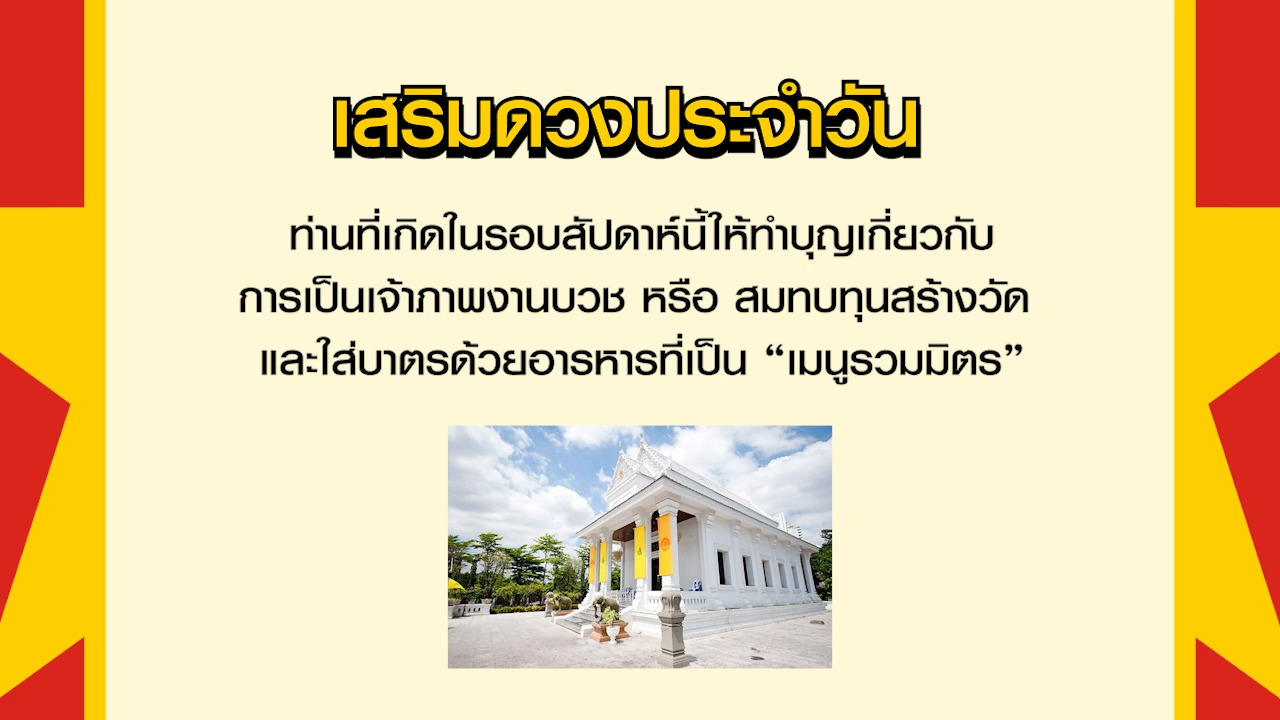 เสริมดวงประจำวัน
ท่านที่เกิดในรอบสัปดาห์นี้ให้ทำบุญเกี่ยวกับ
การเป็นเจ้าภาพงานบวช หรือ สมทบทุนสร้างวัด
และใส่บาตรด้วยอารหารที่เป็น “เมนูรวมมิตร”